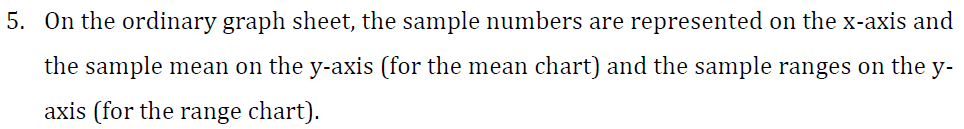 5. On the ordinary graph sheet, the sample numbers are represented on the x-axis and
the sample mean on the y-axis (for the mean chart) and the sample ranges on the y-
axis (for the range chart).